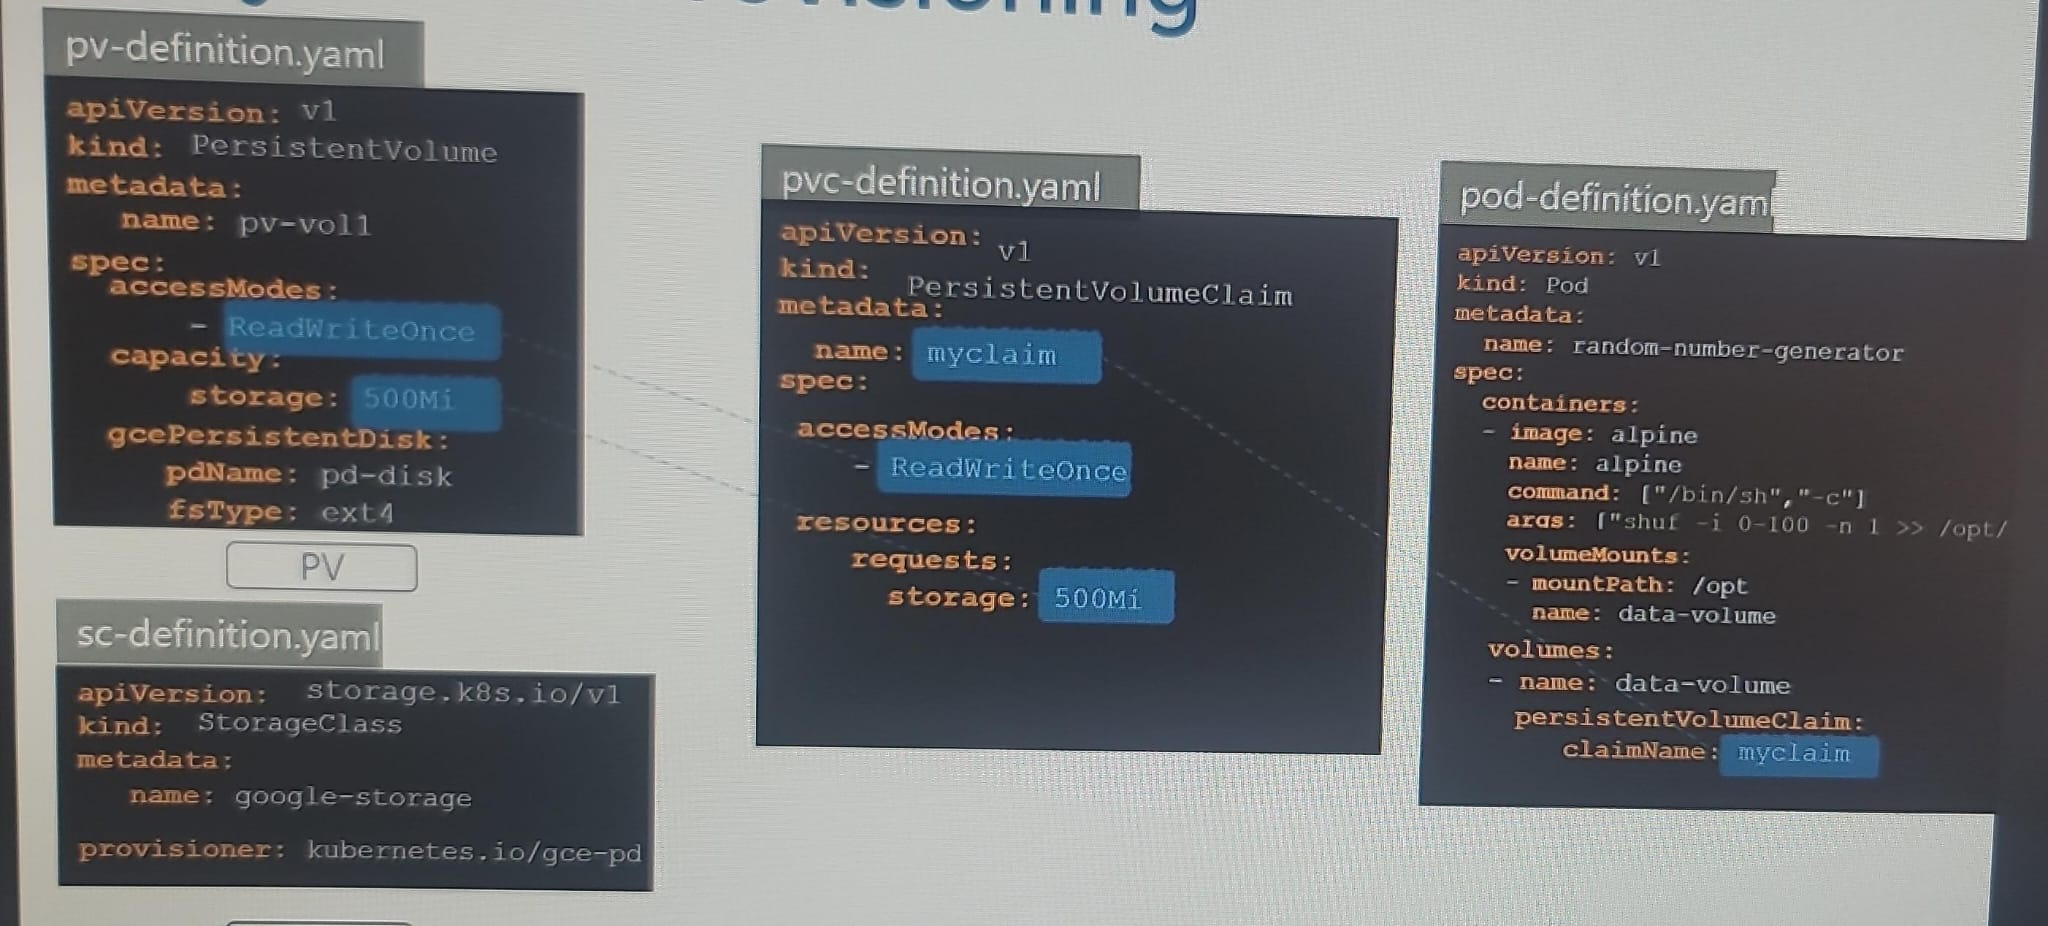 pv-definition.yaml
apiVersion: v1
kind: PersistentVolume
metadata:
name: pv-vol1
spec:
accessModes:
- ReadWriteOnce
capacity:
storage: 500Mi
gcePersistentDisk:
pdName: pd-disk
fsType: ext4
PV
sc-definition.yaml
apiVersion: storage.k8s.io/v1
kind: StorageClass
metadata:
name: google-storage
provisioner: kubernetes.io/gce-pd
pvc-definition.yaml
apiVersion: v1
kind: PersistentVolumeClaim
metadata:
name: myclaim
spec:
accessModes:
- ReadWriteOnce
resources:
requests:
storage: 500Mi
pod-definition.yam
apiVersion: v1
kind: Pod
metadata:
name: random-number-generator
spec:
containers:
- image: alpine
name: alpine
command: ["/bin/sh","-c"]
args: ["shuf -i 0-100 -n 1 >> /opt/
volumeMounts:
- mountPath: /opt
name: data-volume
volumes:
- name: data-volume
persistentVolumeClaim:
claimName: myclaim